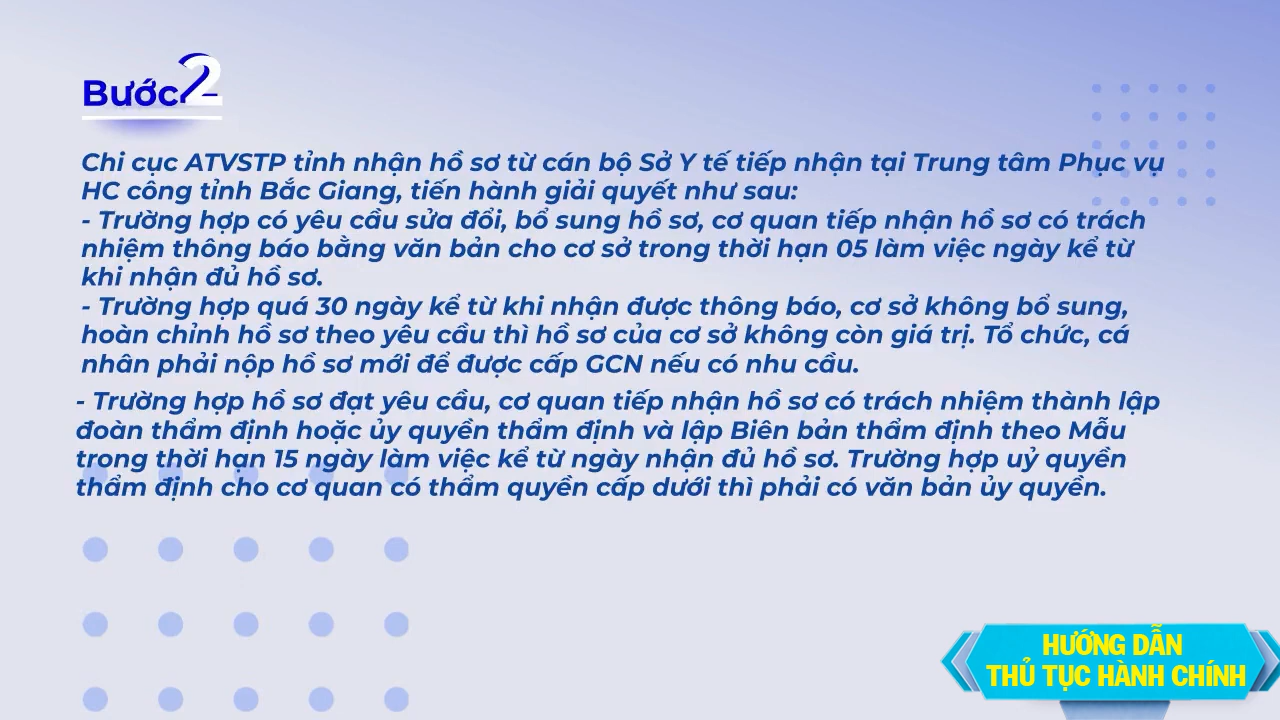 Bước 2
Chi cục ATVSTP tỉnh nhận hồ sơ từ cán bộ Sở Y tế tiếp nhận tại Trung tâm Phục vụ
HC công tỉnh Bắc Giang, tiến hành giải quyết như sau:
- Trường hợp có yêu cầu sửa đổi, bổ sung hồ sơ, cơ quan tiếp nhận hồ sơ có trách
nhiệm thông báo bằng văn bản cho cơ sở trong thời hạn 05 làm việc ngày kể từ
khi nhận đủ hồ sơ.
- Trường hợp quá 30 ngày kể từ khi nhận được thông báo, cơ sở không bổ sung,
hoàn chỉnh hồ sơ theo yêu cầu thì hồ sơ của cơ sở không còn giá trị. Tổ chức, cá
nhân phải nộp hồ sơ mới để được cấp GCN nếu có nhu cầu.
- Trường hợp hồ sơ đạt yêu cầu, cơ quan tiếp nhận hồ sơ có trách nhiệm thành lập
đoàn thẩm định hoặc ủy quyền thẩm định và lập Biên bản thẩm định theo Mẫu
trong thời hạn 15 ngày làm việc kể từ ngày nhận đủ hồ sơ. Trường hợp uỷ quyền
thẩm định cho cơ quan có thẩm quyền cấp dưới thì phải có văn bản ủy quyền.
HƯỚNG DẪN
THỦ TỤC HÀNH CHÍNH